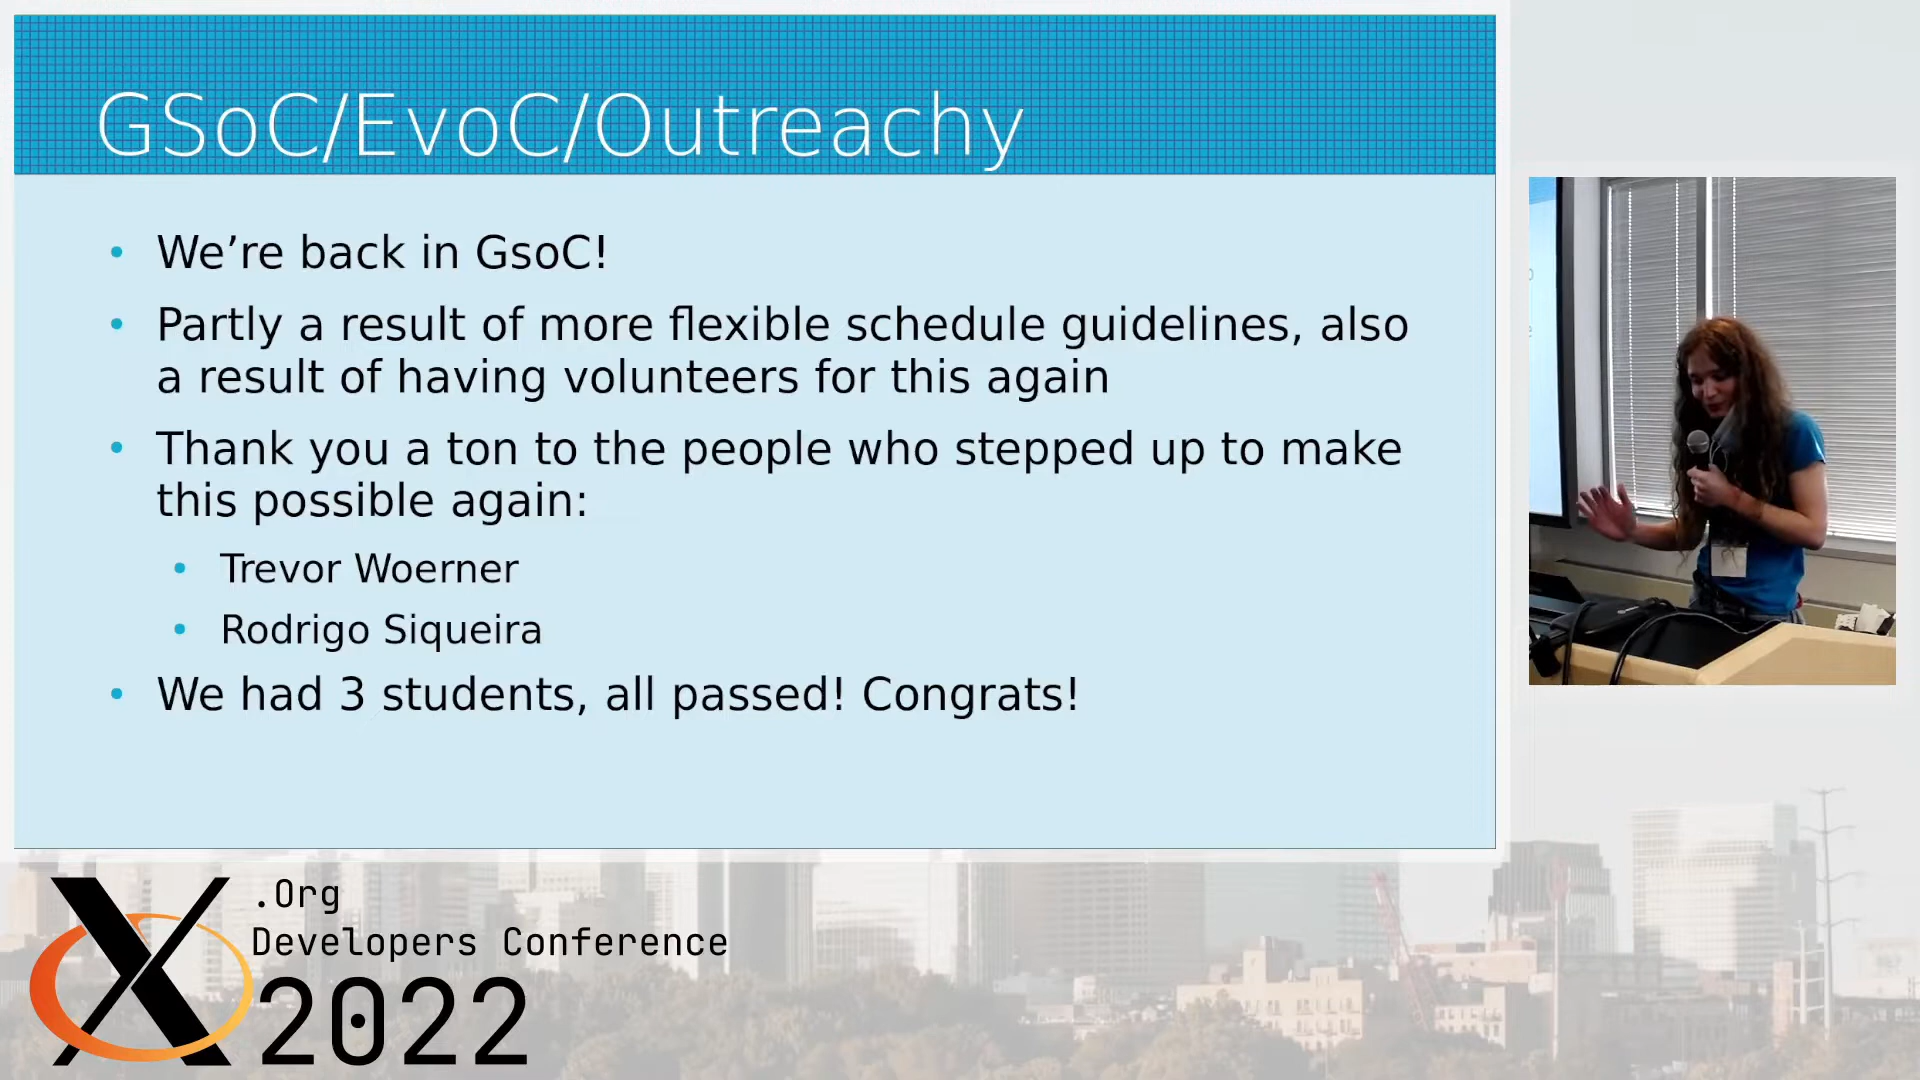 GSoC/EvoC/Outreachy
• We’re back in GsoC!
• Partly a result of more flexible schedule guidelines, also
a result of having volunteers for this again
• Thank you a ton to the people who stepped up to make
this possible again:
• Trevor Woerner
• Rodrigo Siqueira
• We had 3 students, all passed! Congrats!
X.Org
Developers Conference
2022